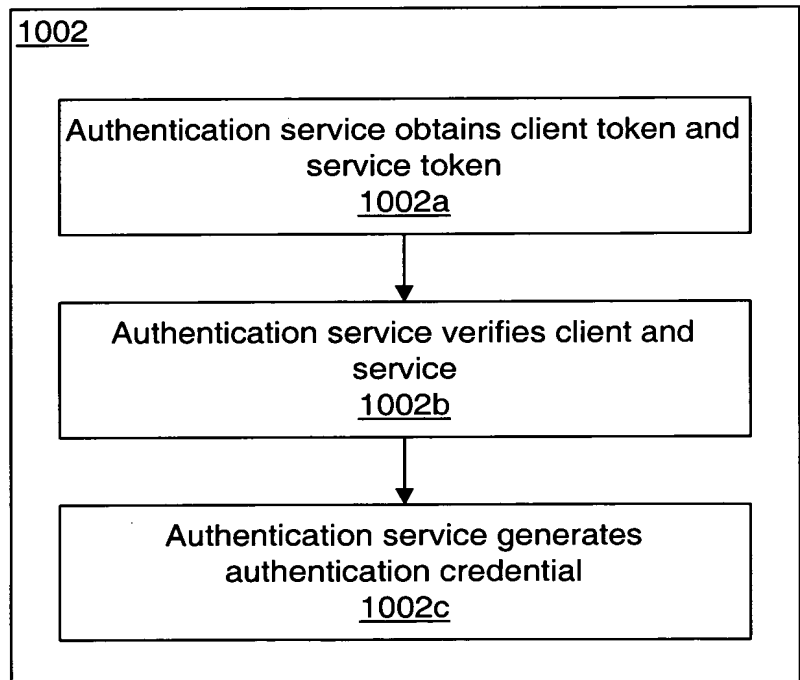 1002
Authentication service obtains client token and
service token
1002a
Authentication service verifies client and
service
1002b
Authentication service generates
authentication credential
1002c